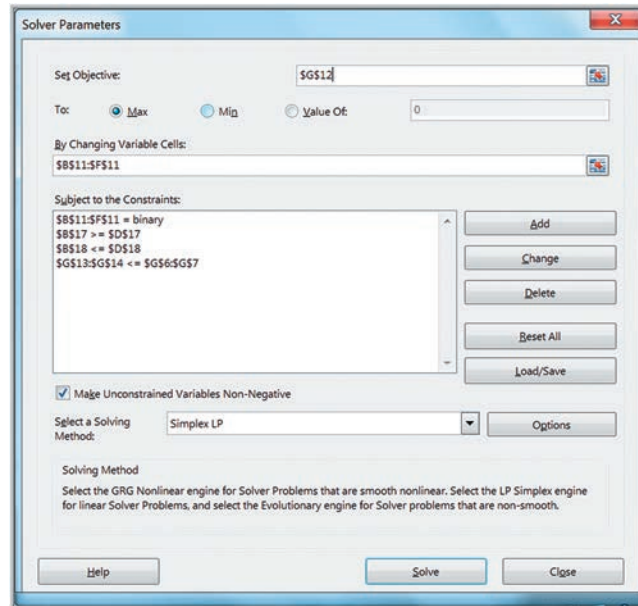 Solver Parameters
X
Set Objective:
$G$12
To:
Max
Min
Value Of:
0
By Changing Variable Cells:
$B$11:$F$11
Subject to the Constraints:
$B$11:$F$11 = binary
$B$17 >= $D$17
$B$18 <= $D$18
$G$13:$G$14 <= $G$6:$G$7
Add
Change
Delete
Reset All
Load/Save
Make Unconstrained Variables Non-Negative
Select a Solving
Method:
Simplex LP
Options
Solving Method
Select the GRG Nonlinear engine for Solver Problems that are smooth nonlinear. Select the LP Simplex engine
for linear Solver Problems, and select the Evolutionary engine for Solver problems that are non-smooth.
Help
Solve
Close